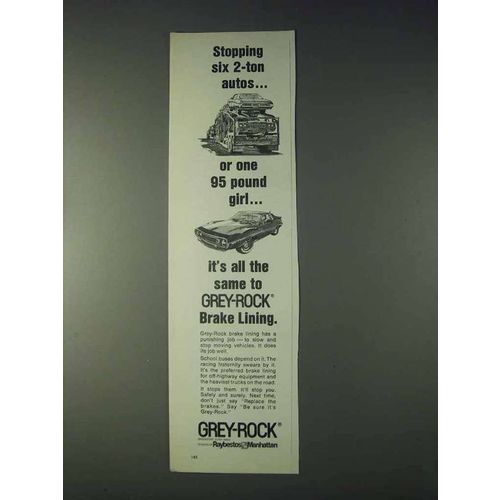 Stopping
six 2-ton
autos...
or one
95 pound
girl...
it's all the
same to
GREY-ROCK®
Brake Lining.
Grey-Rock brake lining has a
punishing job — to slow and
stop moving vehicles. It does
its job well.
School buses depend on it. The
racing fraternity swears by it.
It's the preferred brake lining
for off-highway equipment and
the heaviest trucks on the road.
It stops them. It'll stop you.
Safely and surely. Next time,
don't just say "Replace the
brakes." Say "Be sure it's
Grey-Rock."
GREY-ROCK®
Raybestos Manhattan